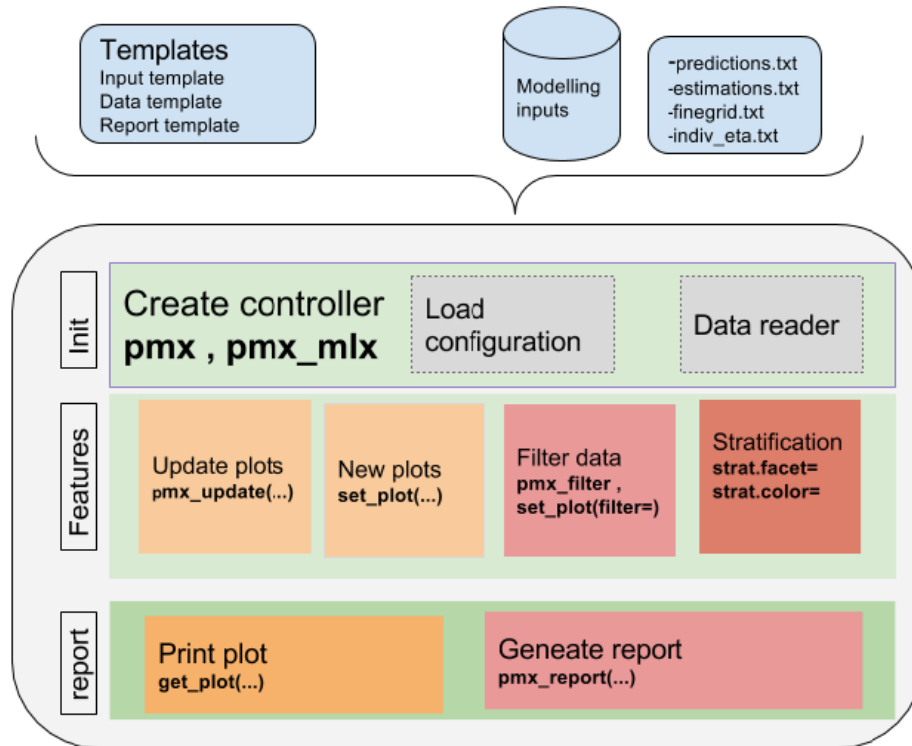 Templates
Input template
Data template
Report template
Modelling
inputs
-predictions.txt
-estimations.txt
-finegrid.txt
-indiv_eta.txt
Init
Create controller
pmx , pmx_mlx
Load
configuration
Data reader
Features
Update plots
pmx_update(...)
New plots
set_plot(...)
Filter data
pmx_filter ,
set_plot(filter=)
Stratification
strat.facet=
strat.color=
report
Print plot
get_plot(...)
Geneate report
pmx_report(...)